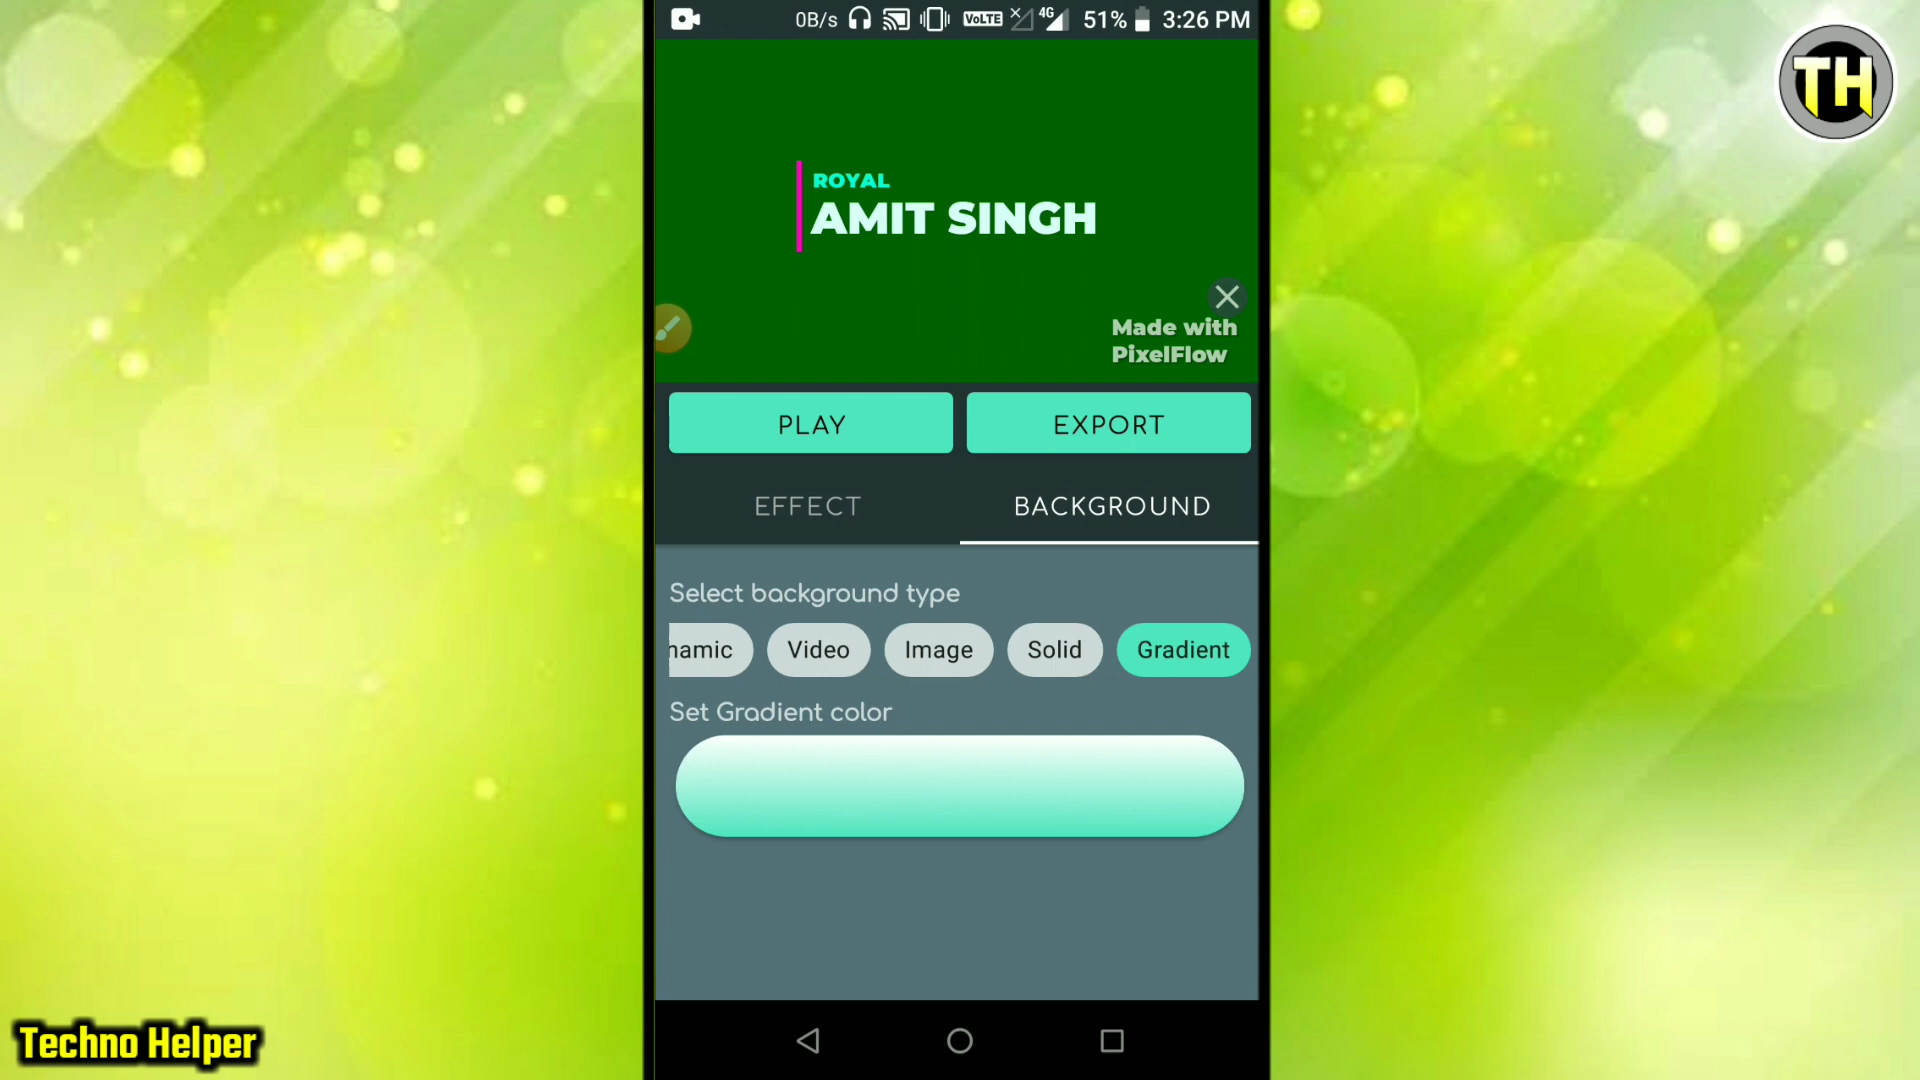 0B/s VoLTE 4G 51% 3:26 PM
TH
ROYAL
AMIT SINGH
Made with
PixelFlow
PLAY EXPORT
EFFECT BACKGROUND
Select background type
namic Video Image Solid Gradient
Set Gradient color
Techno Helper